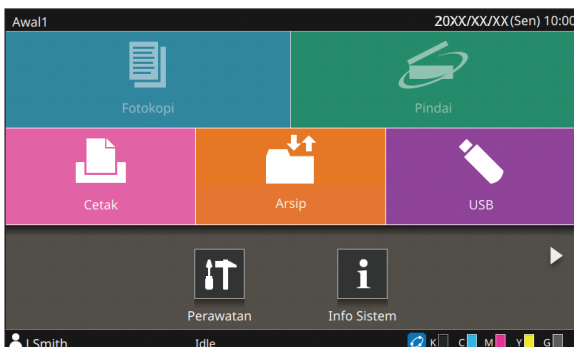 Awal1 20XX/XX/XX(Sen) 10:00
Fotokopi Pindai
Cetak Arsip USB
Perawatan Info Sistem
J.Smith Idle K C M Y G